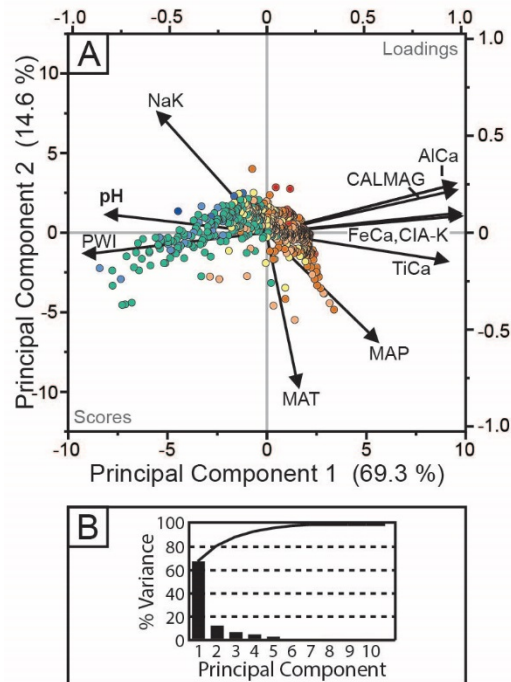 -1.0 -0.5 0.0 0.5 1.0
A
Loadings
1.0
10
NaK
0.5
AlCa
CALMAG
5
pH
0
0.0
PWI
FeCa,CIA-K
TiCa
-5
-0.5
MAP
MAT
-10
Scores
-1.0
-10 -5 0 5 10
Principal Component 2 (14.6 %)
Principal Component 1 (69.3 %)
B
100
80
60
40
20
0
% Variance
1 2 3 4 5 6 7 8 9 10
Principal Component